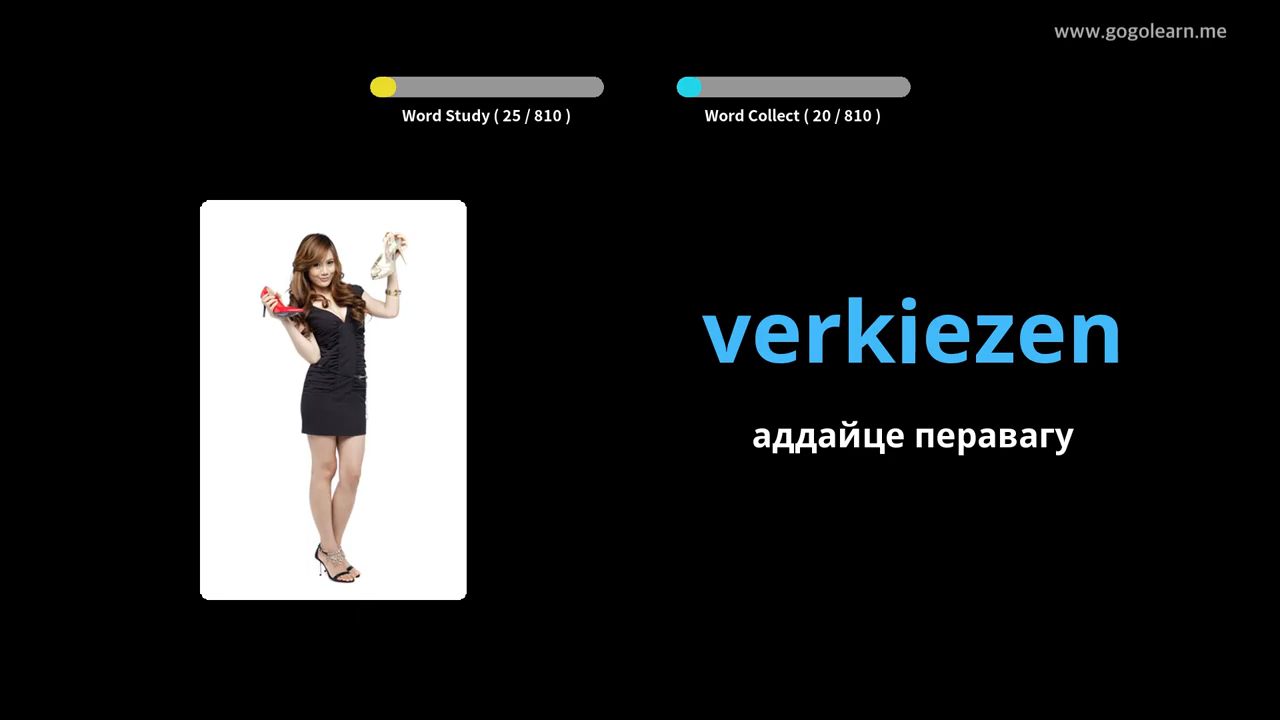 www.gogolearn.me
Word Study ( 25 / 810 )
Word Collect ( 20 / 810 )
verkiezen
аддайце перавагу